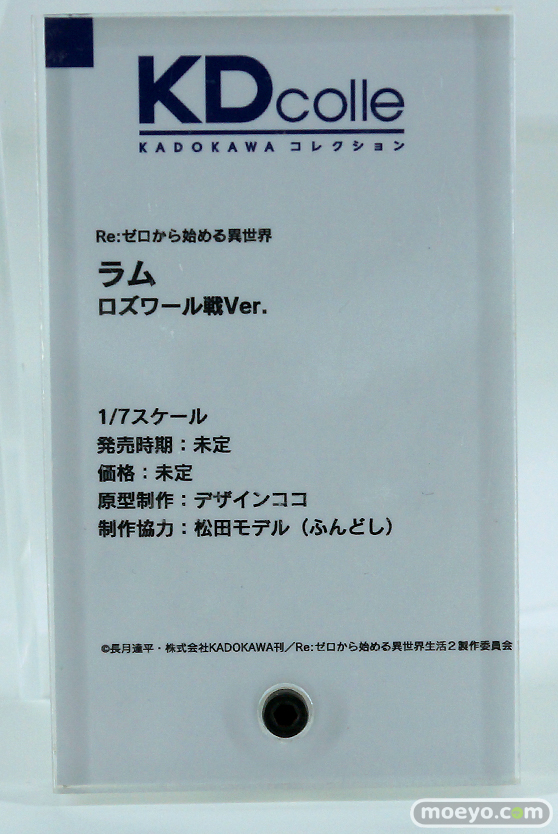 KDcolle
KADOKAWA コレクション
Re:ゼロから始める異世界
ラム
ロズワール戦Ver.
1/7スケール
発売時期：未定
価格：未定
原型制作：デザインココ
制作協力：松田モデル（ふんどし）
©長月達平・株式会社KADOKAWA刊／Re:ゼロから始める異世界生活２製作委員会
moeyo.com